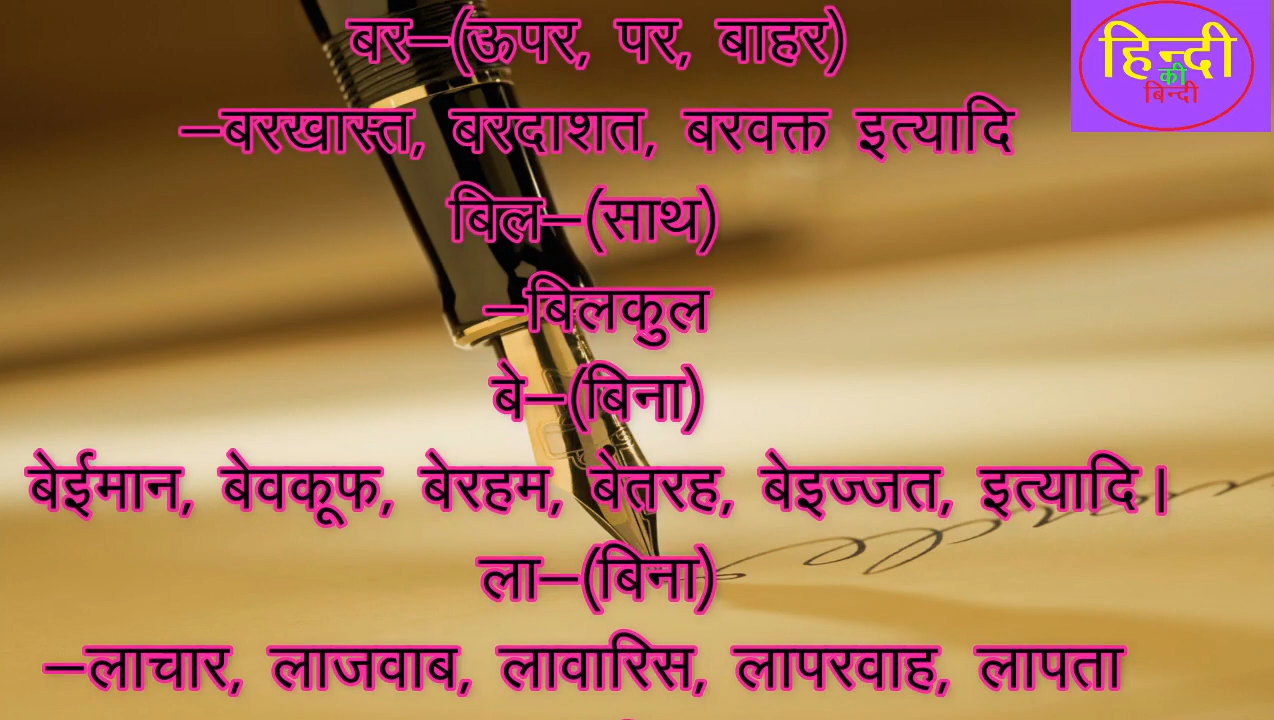 बर–(ऊपर, पर, बाहर)
–बरखास्त, बरदाशत, बरवक्त इत्यादि
बिल–(साथ)
–बिलकुल
बे–(बिना)
बेईमान, बेवकूफ, बेरहम, बेतरह, बेइज्जत, इत्यादि।
ला–(बिना)
–लाचार, लाजवाब, लावारिस, लापरवाह, लापता
हिन्दी
की
बिन्दी